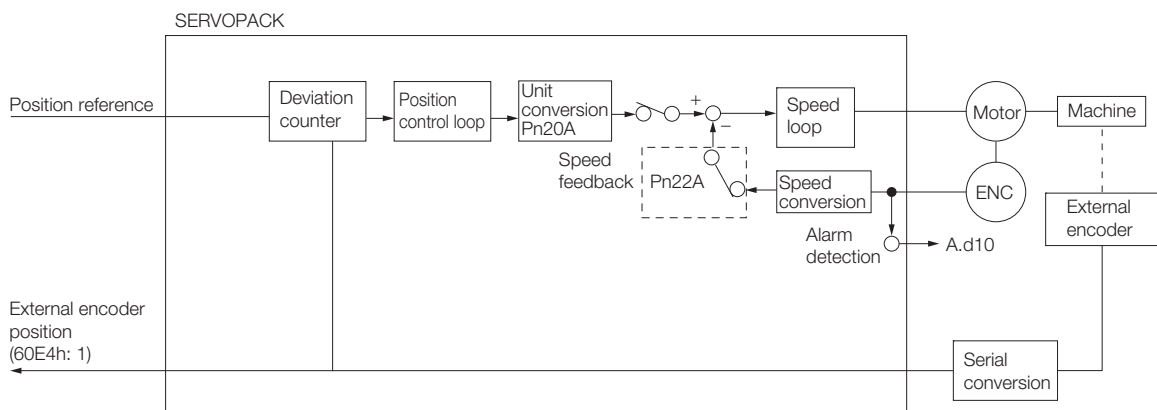 SERVOPACK
Position reference
Deviation
counter
Position
control loop
Unit
conversion
Pn20A
+
−
Speed
loop
Motor
Machine
Speed
feedback
Pn22A
Speed
conversion
ENC
External
encoder
Alarm
detection
A.d10
External encoder
position
(60E4h: 1)
Serial
conversion